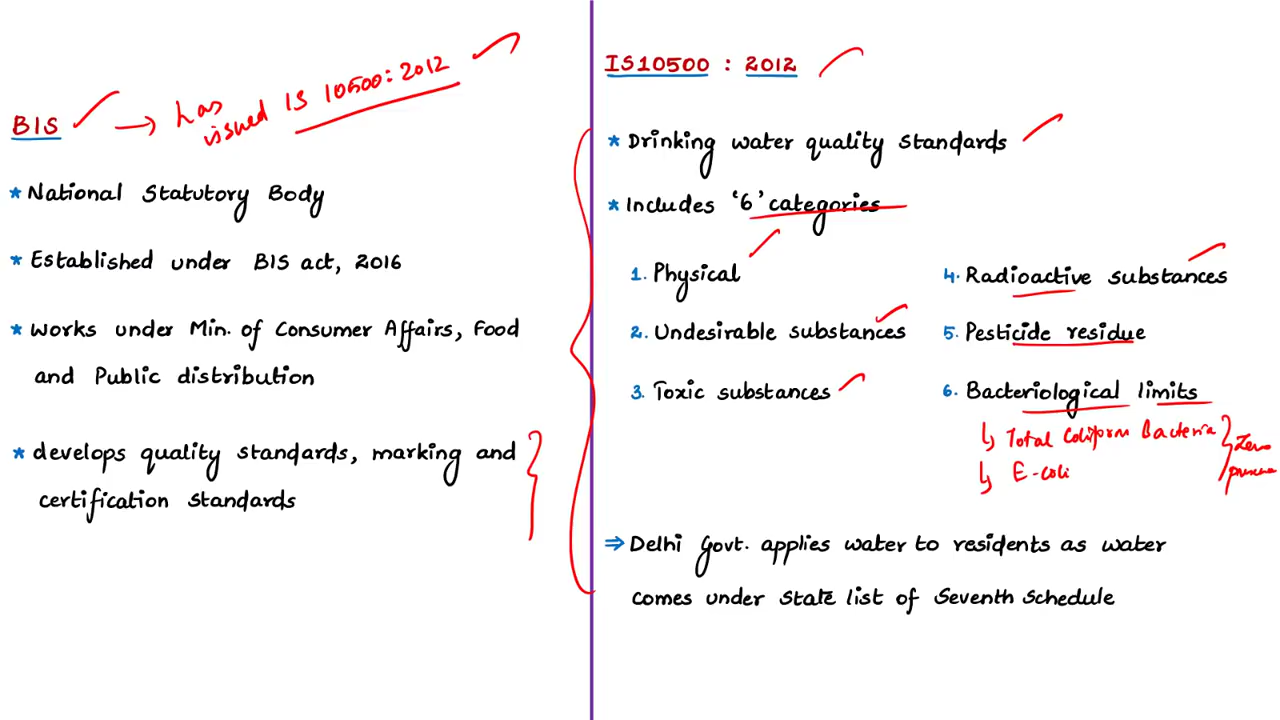 BIS → has
issued IS 10500:2012
* National Statutory Body
* Established under BIS act, 2016
* works under Min. of Consumer Affairs, Food
and Public distribution
* develops quality standards, marking and
certification standards
IS10500 : 2012
* Drinking water quality standards
* Includes ‘6’ categories
1. Physical
2. Undesirable substances
3. Toxic substances
4. Radioactive substances
5. Pesticide residue
6. Bacteriological limits
↳ Total Coliform Bacteria
↳ E-coli
Zero
⇒ Delhi Govt. applies water to residents as water
comes under state list of Seventh Schedule